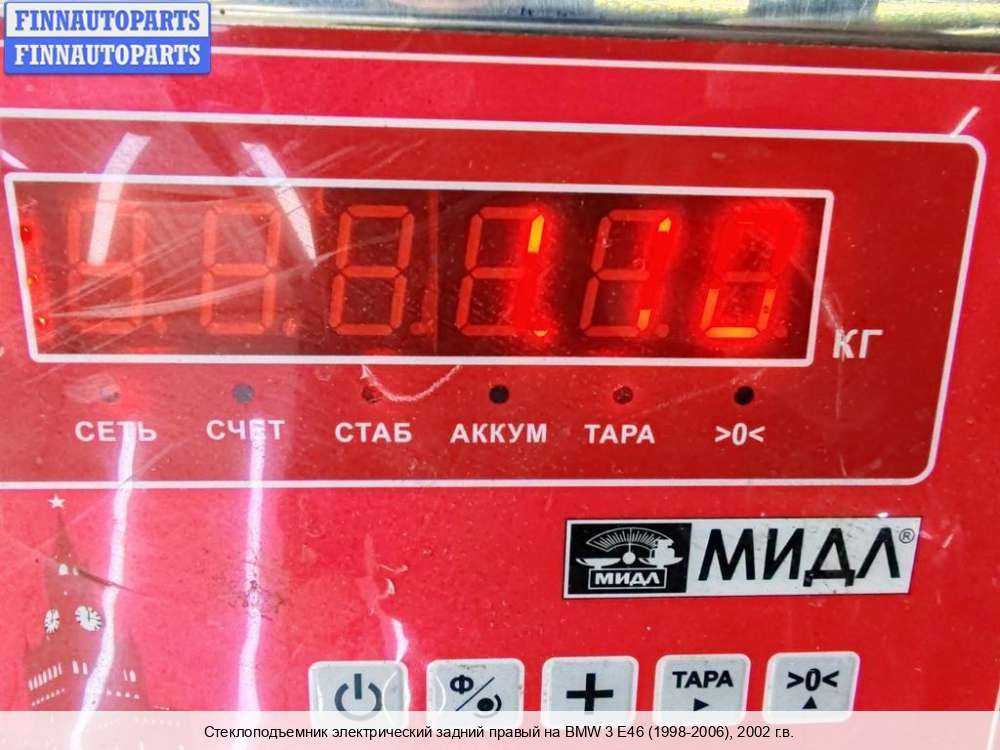 FINNAUTOPARTS
FINNAUTOPARTS
КГ
СЕТЬ СЧЕТ СТАБ АККУМ ТАРА >0<
МИДЛ МИДЛ®
Ф ТАРА >0<
Стеклоподъемник электрический задний правый на BMW 3 E46 (1998-2006), 2002 г.в.